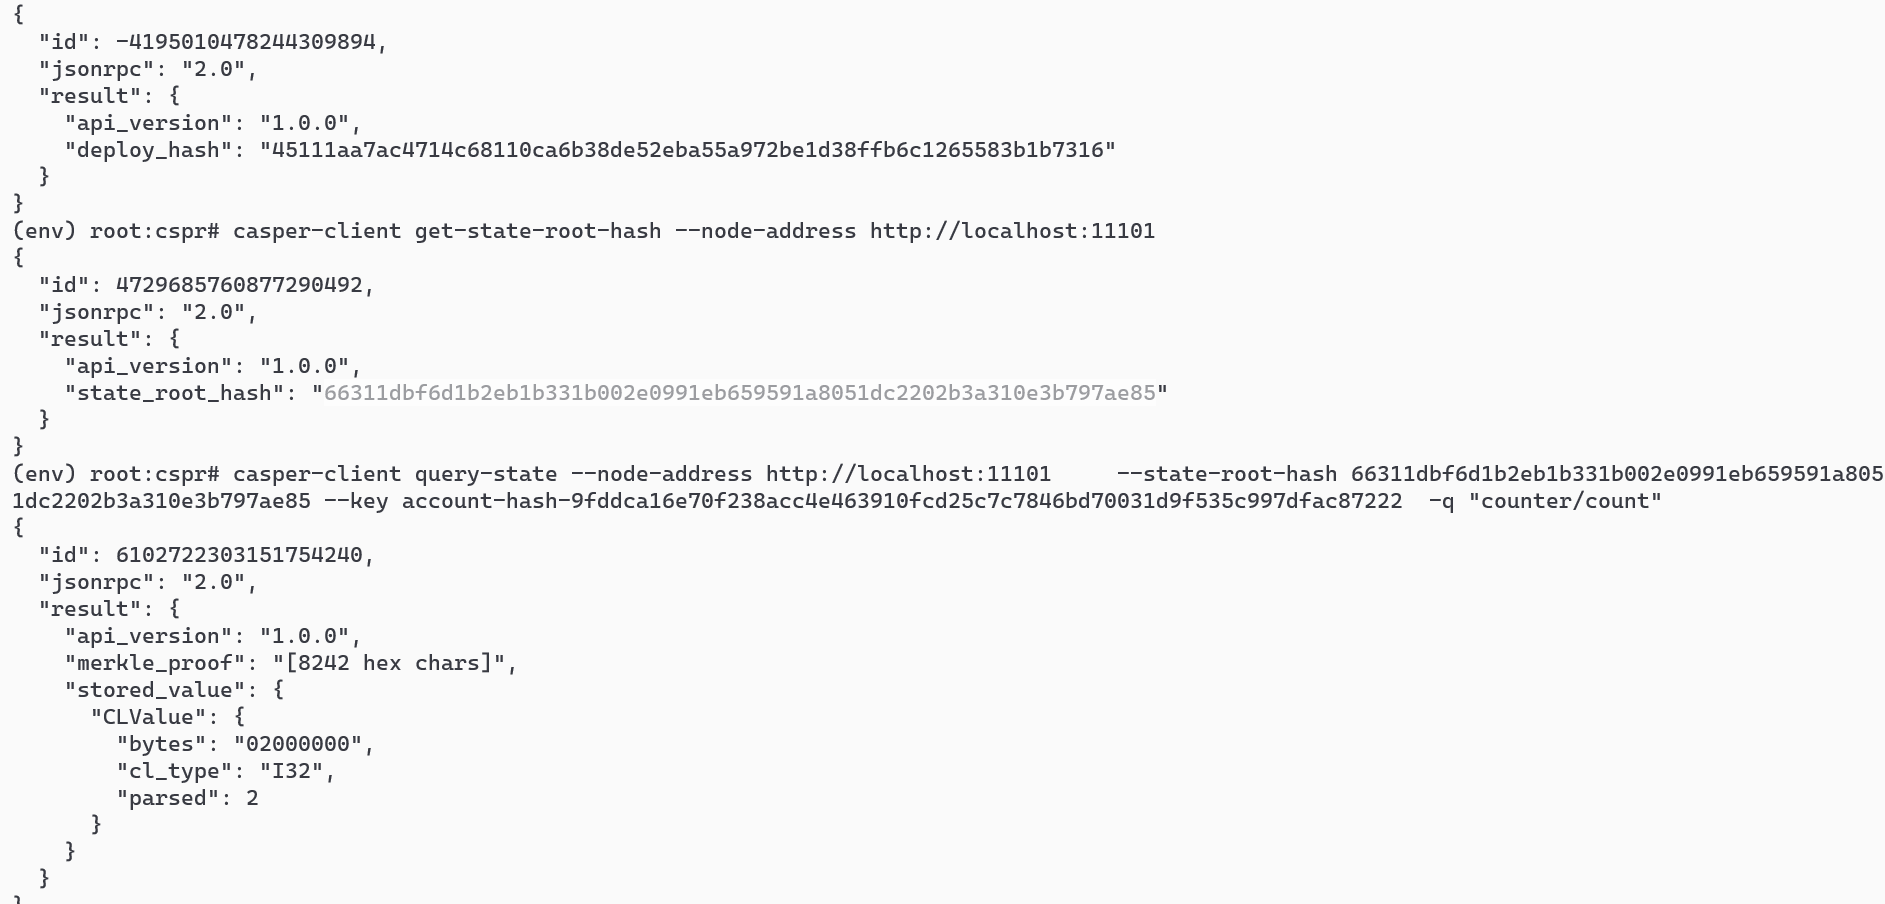 {
  "id": -4195010478244309894,
  "jsonrpc": "2.0",
  "result": {
    "api_version": "1.0.0",
    "deploy_hash": "45111aa7ac4714c68110ca6b38de52eba55a972be1d38ffb6c1265583b1b7316"
  }
}
(env) root:cspr# casper-client get-state-root-hash --node-address http://localhost:11101
{
  "id": 4729685760877290492,
  "jsonrpc": "2.0",
  "result": {
    "api_version": "1.0.0",
    "state_root_hash": "66311dbf6d1b2eb1b331b002e0991eb659591a8051dc2202b3a310e3b797ae85"
  }
}
(env) root:cspr# casper-client query-state --node-address http://localhost:11101     --state-root-hash 66311dbf6d1b2eb1b331b002e0991eb659591a805
1dc2202b3a310e3b797ae85 --key account-hash-9fddca16e70f238acc4e463910fcd25c7c7846bd70031d9f535c997dfac87222  -q "counter/count"
{
  "id": 6102722303151754240,
  "jsonrpc": "2.0",
  "result": {
    "api_version": "1.0.0",
    "merkle_proof": "[8242 hex chars]",
    "stored_value": {
      "CLValue": {
        "bytes": "02000000",
        "cl_type": "I32",
        "parsed": 2
      }
    }
  }
}